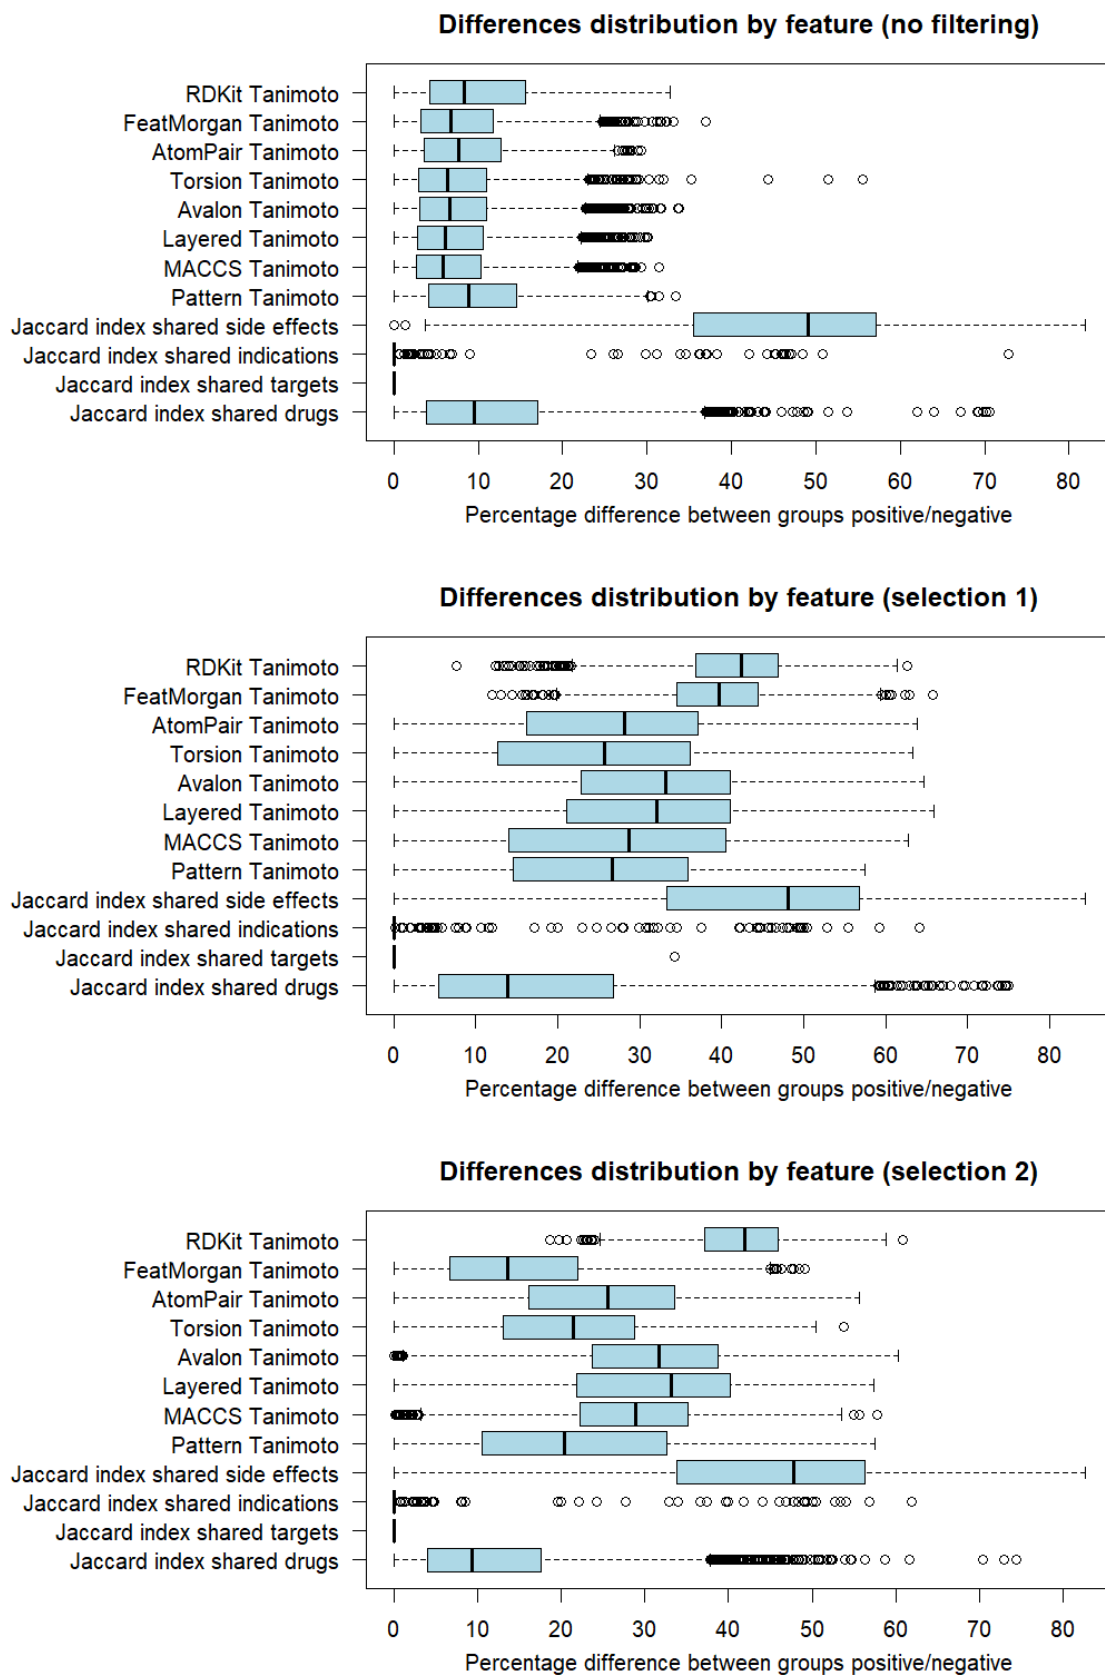 Differences distribution by feature (no filtering)
RDKit Tanimoto
FeatMorgan Tanimoto
AtomPair Tanimoto
Torsion Tanimoto
Avalon Tanimoto
Layered Tanimoto
MACCS Tanimoto
Pattern Tanimoto
Jaccard index shared side effects
Jaccard index shared indications
Jaccard index shared targets
Jaccard index shared drugs
0 10 20 30 40 50 60 70 80
Percentage difference between groups positive/negative
Differences distribution by feature (selection 1)
RDKit Tanimoto
FeatMorgan Tanimoto
AtomPair Tanimoto
Torsion Tanimoto
Avalon Tanimoto
Layered Tanimoto
MACCS Tanimoto
Pattern Tanimoto
Jaccard index shared side effects
Jaccard index shared indications
Jaccard index shared targets
Jaccard index shared drugs
0 10 20 30 40 50 60 70 80
Percentage difference between groups positive/negative
Differences distribution by feature (selection 2)
RDKit Tanimoto
FeatMorgan Tanimoto
AtomPair Tanimoto
Torsion Tanimoto
Avalon Tanimoto
Layered Tanimoto
MACCS Tanimoto
Pattern Tanimoto
Jaccard index shared side effects
Jaccard index shared indications
Jaccard index shared targets
Jaccard index shared drugs
0 10 20 30 40 50 60 70 80
Percentage difference between groups positive/negative